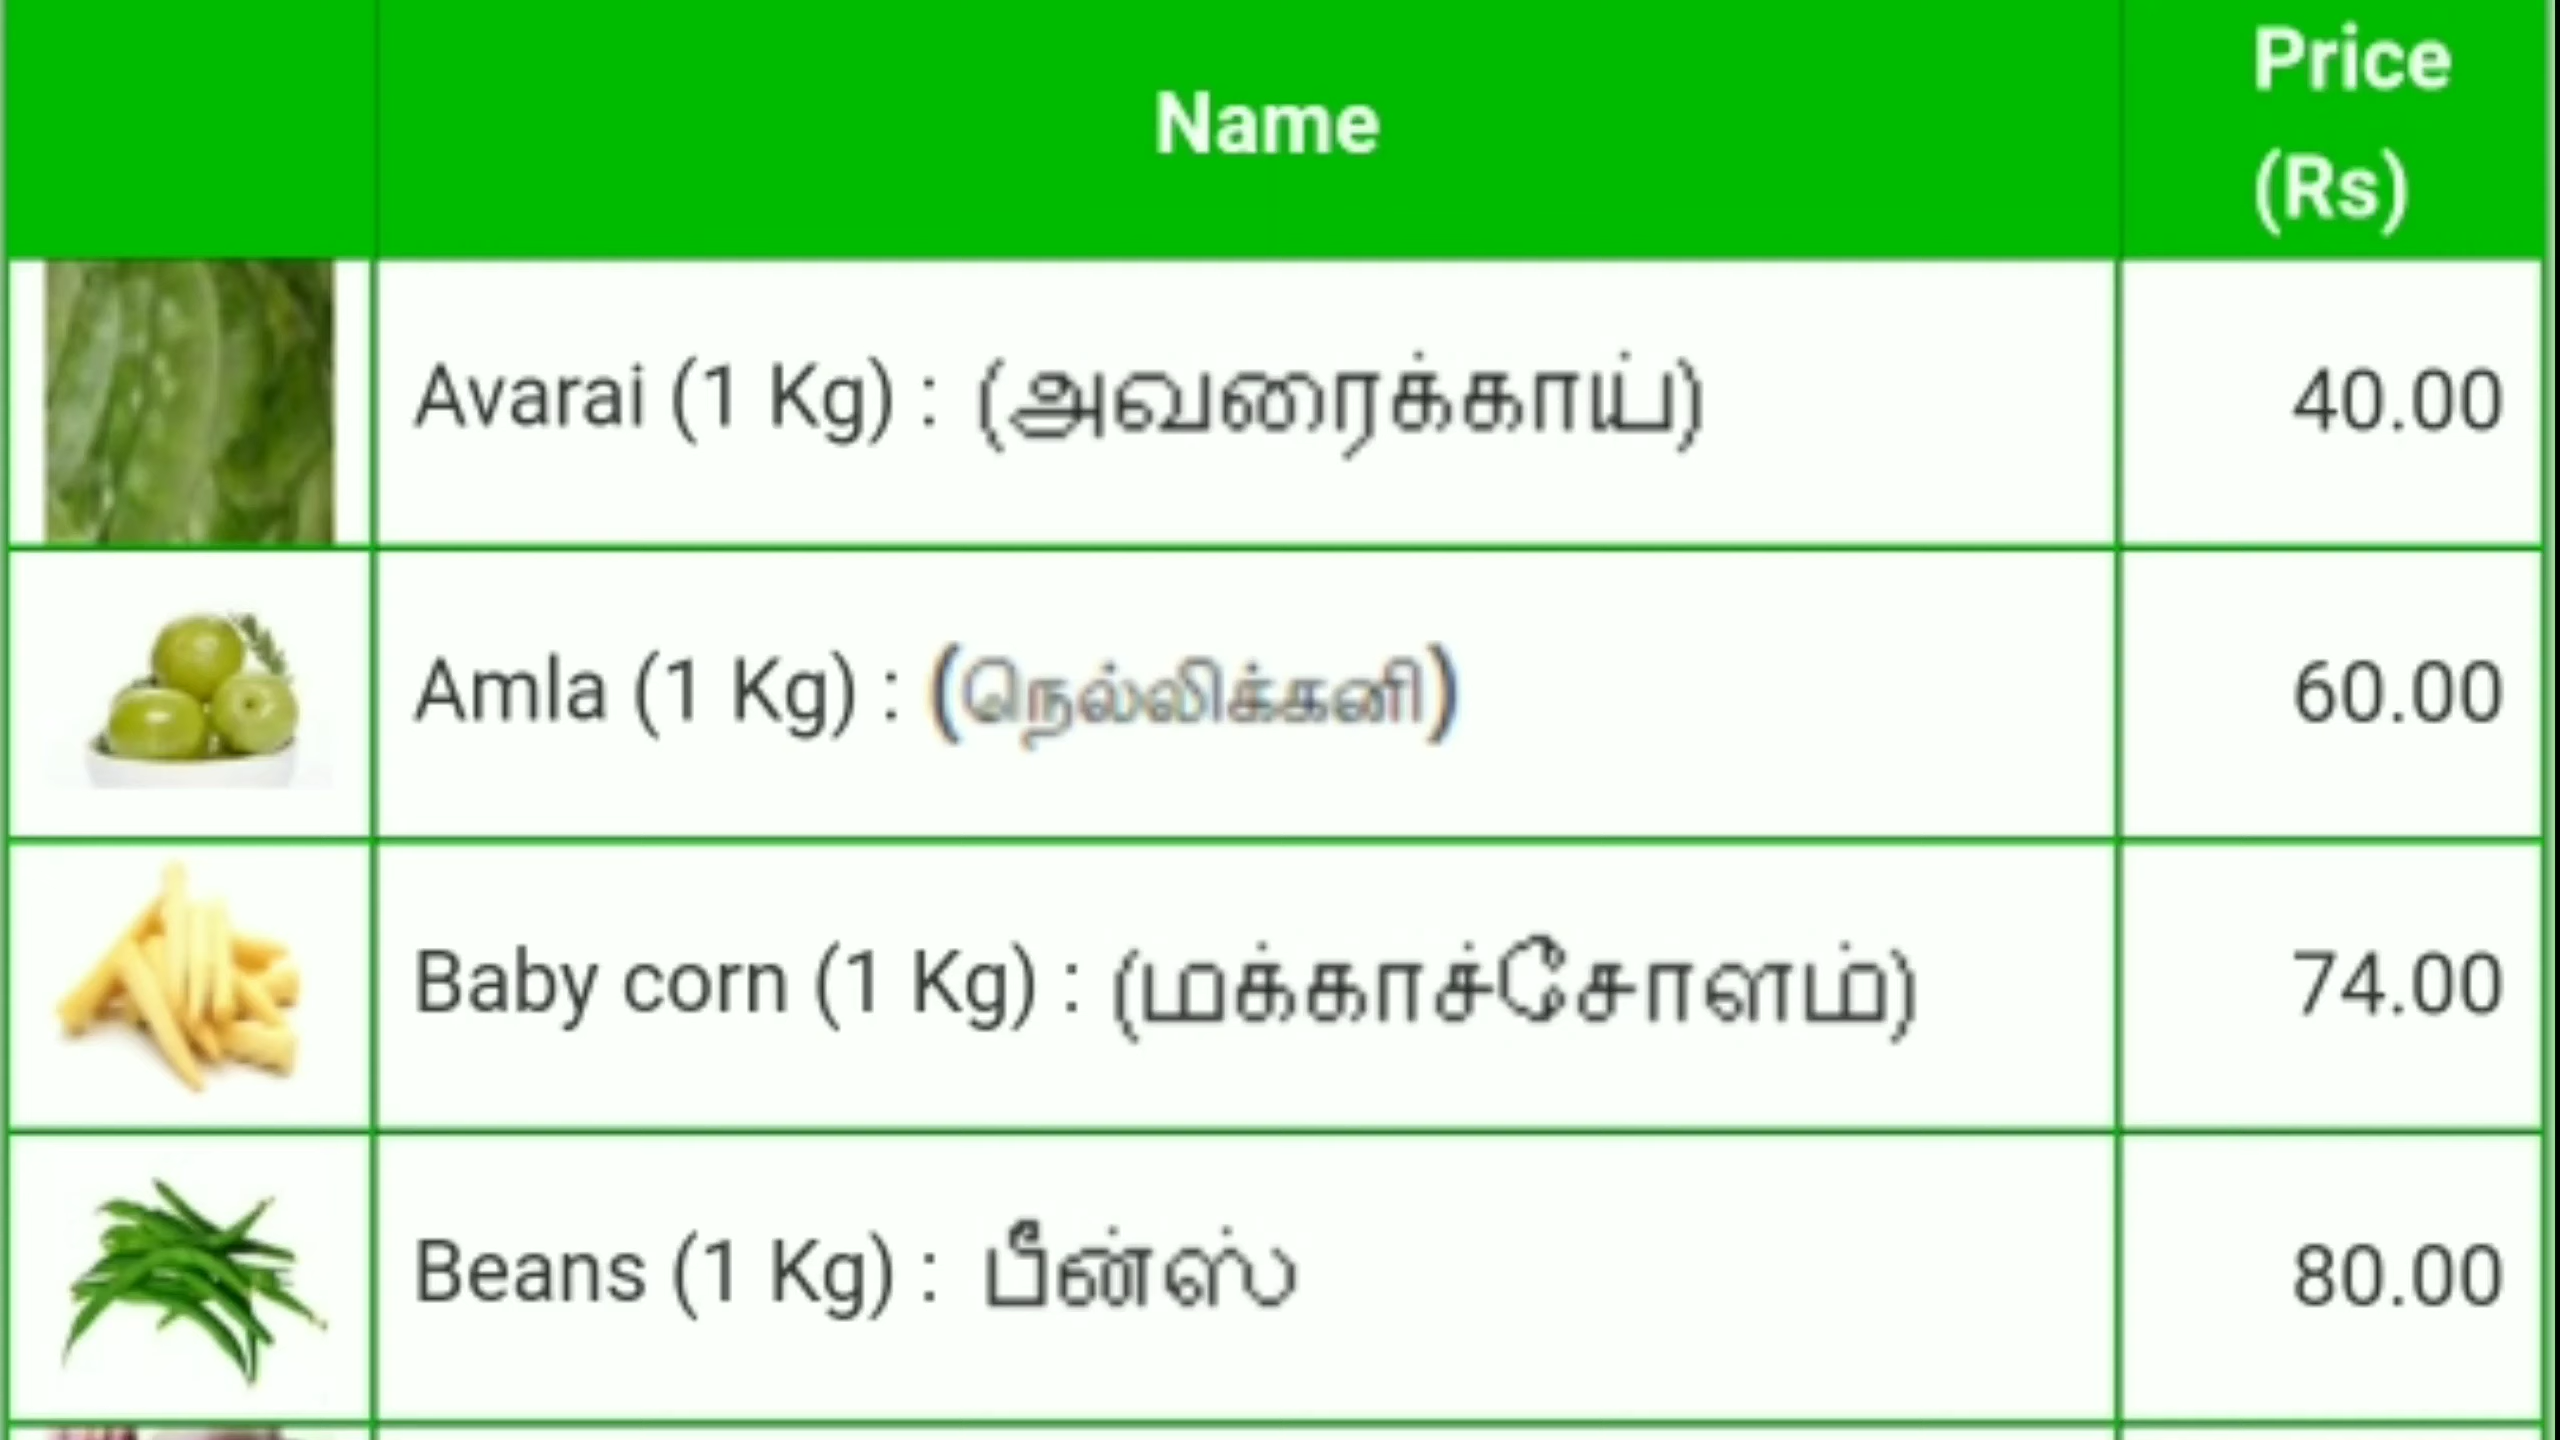 Name
Price
(Rs)
Avarai (1 Kg) : (அவரைக்காய்) 40.00
Amla (1 Kg) : (நெல்லிக்கனி) 60.00
Baby corn (1 Kg) : (மக்காச்சோளம்) 74.00
Beans (1 Kg) : பீன்ஸ் 80.00